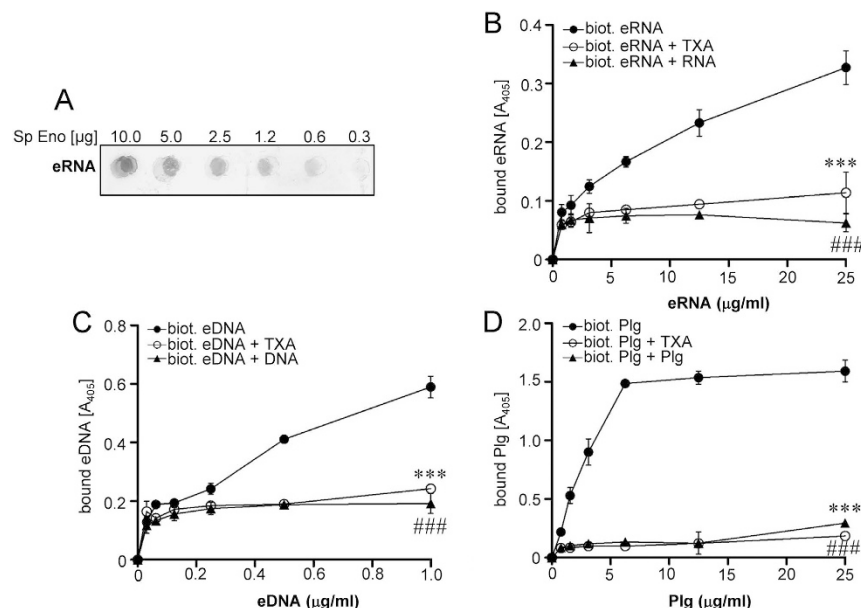 A
Sp Eno [µg] 10.0 5.0 2.5 1.2 0.6 0.3
eRNA
B
biot. eRNA
biot. eRNA + TXA
biot. eRNA + RNA
bound eRNA [A405]
0.4
0.3
0.2
0.1
0
***
###
0 5 10 15 20 25
eRNA (µg/ml)
C
biot. eDNA
biot. eDNA + TXA
biot. eDNA + DNA
bound eDNA [A405]
0.8
0.6
0.4
0.2
0
***
###
0 0.2 0.4 0.6 0.8 1.0
eDNA (µg/ml)
D
biot. Plg
biot. Plg + TXA
biot. Plg + Plg
bound Plg [A405]
2.0
1.5
1.0
0.5
0
***
###
0 5 10 15 20 25
Plg (µg/ml)